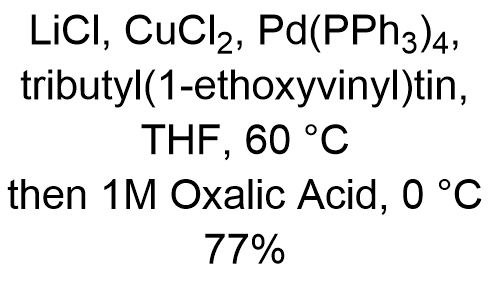 LiCl, CuCl₂, Pd(PPh₃)₄,
tributyl(1-ethoxyvinyl)tin,
THF, 60 °C
then 1M Oxalic Acid, 0 °C
77%